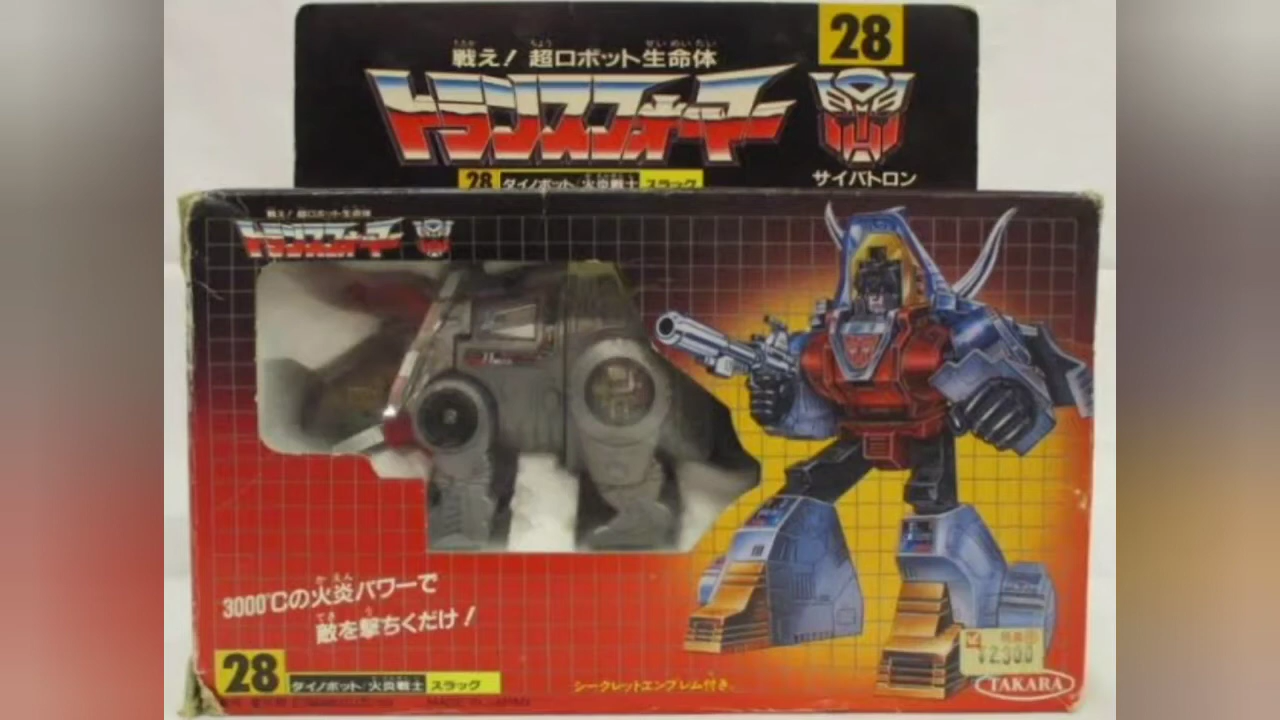 戦え！超ロボット生命体
28
トランスフォーマー
サイバトロン
28 ダイノボット 火炎戦士 スラッグ
戦え！超ロボット生命体
トランスフォーマー
3000℃の火炎パワーで
敵を撃ちくだけ！
28 ダイノボット 火炎戦士 スラッグ
シークレットエンブレム付き
¥2,300
TAKARA